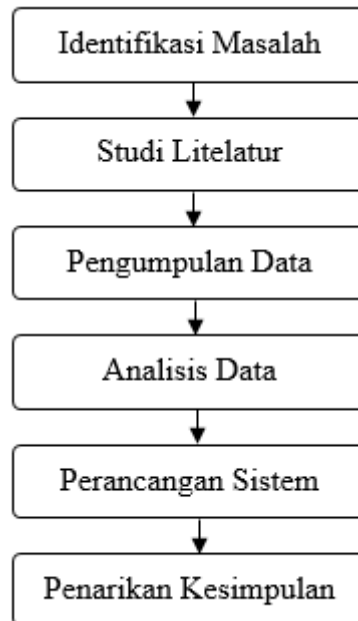 Identifikasi Masalah
Studi Litelatur
Pengumpulan Data
Analisis Data
Perancangan Sistem
Penarikan Kesimpulan